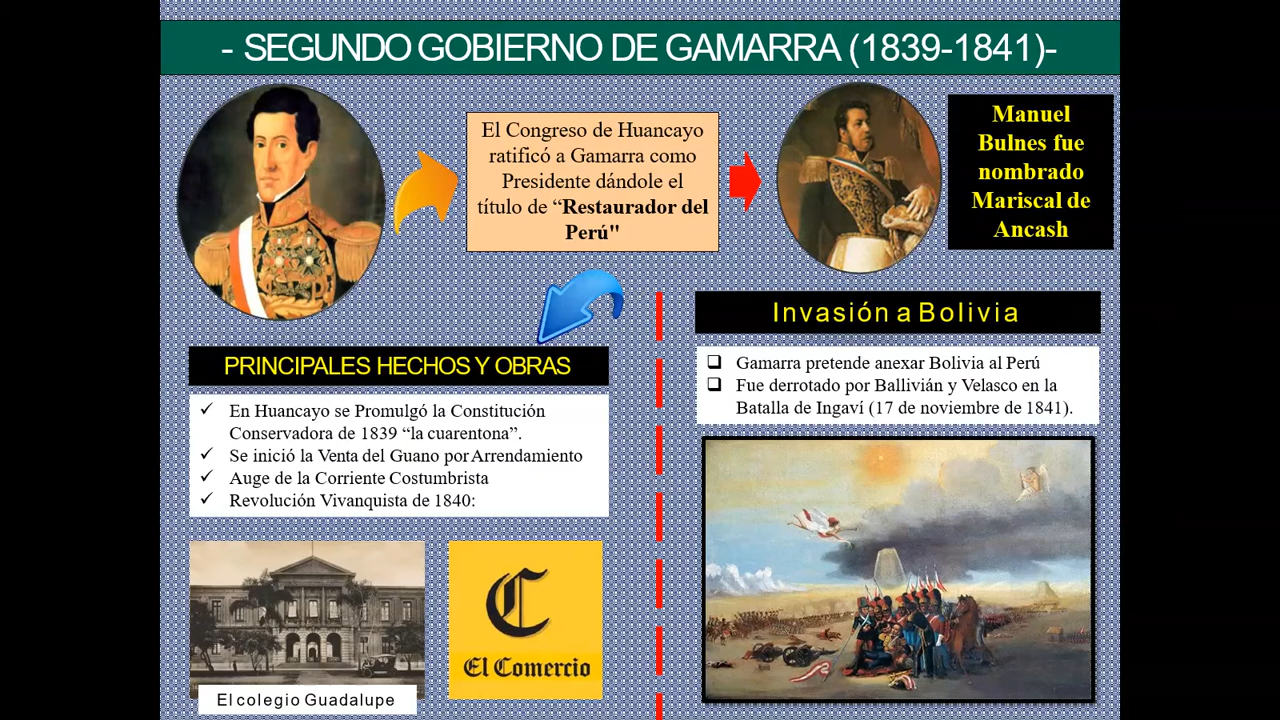 - SEGUNDO GOBIERNO DE GAMARRA (1839-1841)-
El Congreso de Huancayo
ratificó a Gamarra como
Presidente dándole el
título de “Restaurador del
Perú"
Manuel
Bulnes fue
nombrado
Mariscal de
Ancash
PRINCIPALES HECHOS Y OBRAS
En Huancayo se Promulgó la Constitución
Conservadora de 1839 “la cuarentona”.
Se inició la Venta del Guano por Arrendamiento
Auge de la Corriente Costumbrista
Revolución Vivanquista de 1840:
El colegio Guadalupe
C
El Comercio
Invasión a Bolivia
Gamarra pretende anexar Bolivia al Perú
Fue derrotado por Ballivián y Velasco en la
Batalla de Ingaví (17 de noviembre de 1841).